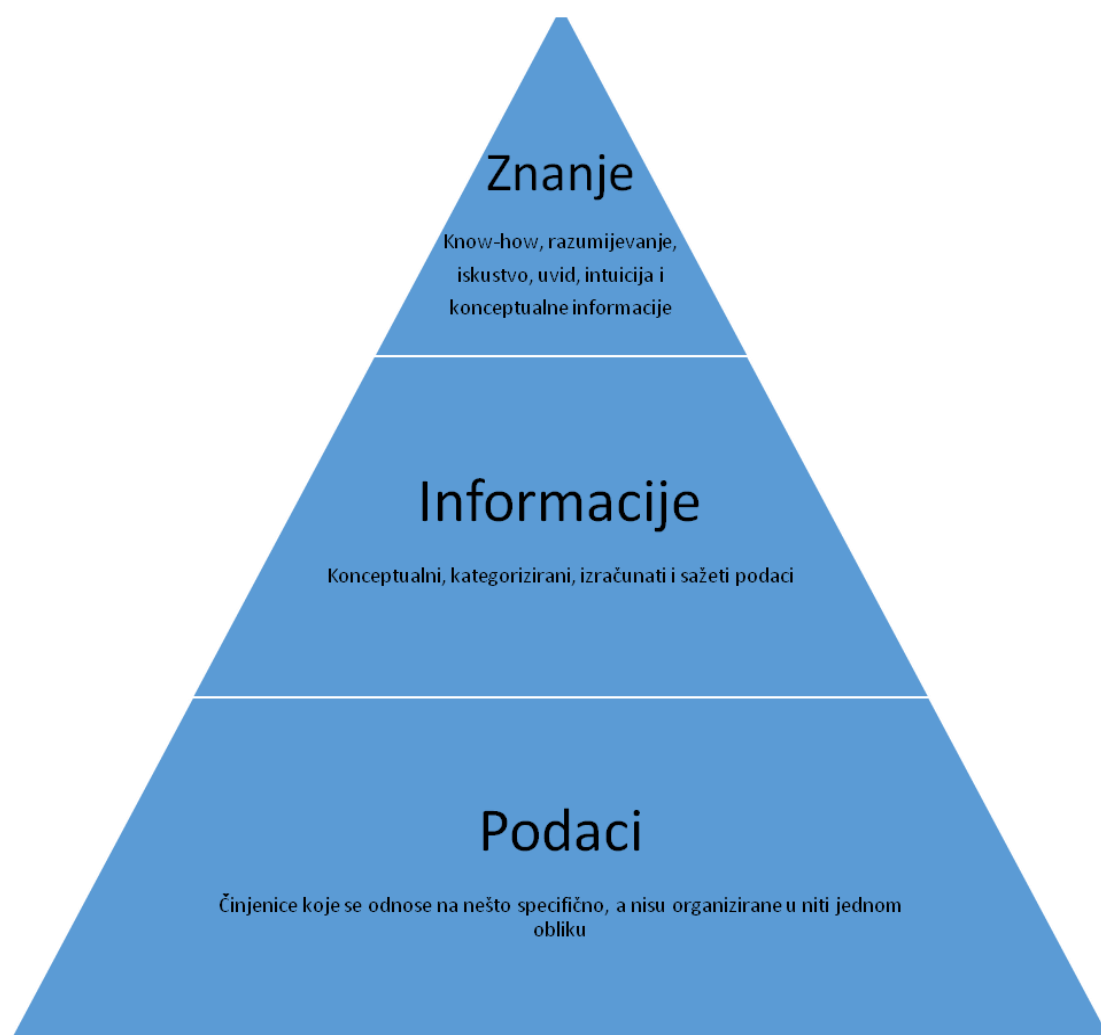 Znanje
Know-how, razumijevanje,
iskustvo, uvid, intuicija i
konceptualne informacije
Informacije
Konceptualni, kategorizirani, izračunati i sažeti podaci
Podaci
Činjenice koje se odnose na nešto specifično, a nisu organizirane u niti jednom
obliku